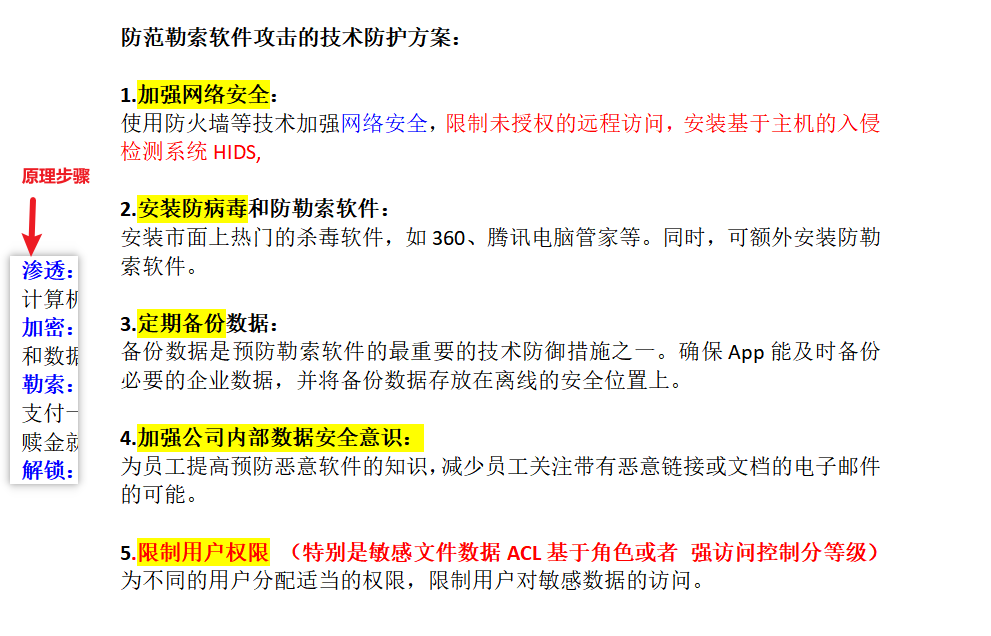 防范勒索软件攻击的技术防护方案：
1.加强网络安全：
使用防火墙等技术加强网络安全，限制未授权的远程访问，安装基于主机的入侵
检测系统 HIDS,
2.安装防病毒和防勒索软件：
安装市面上热门的杀毒软件，如 360、腾讯电脑管家等。同时，可额外安装防勒
索软件。
3.定期备份数据：
备份数据是预防勒索软件的最重要的技术防御措施之一。确保 App 能及时备份
必要的企业数据，并将备份数据存放在离线的安全位置上。
4.加强公司内部数据安全意识：
为员工提高预防恶意软件的知识，减少员工关注带有恶意链接或文档的电子邮件
的可能。
5.限制用户权限 （特别是敏感文件数据 ACL 基于角色或者 强访问控制分等级）
为不同的用户分配适当的权限，限制用户对敏感数据的访问。
原理步骤
渗透：
计算机
加密：
和数据
勒索：
支付一
赎金就
解锁：